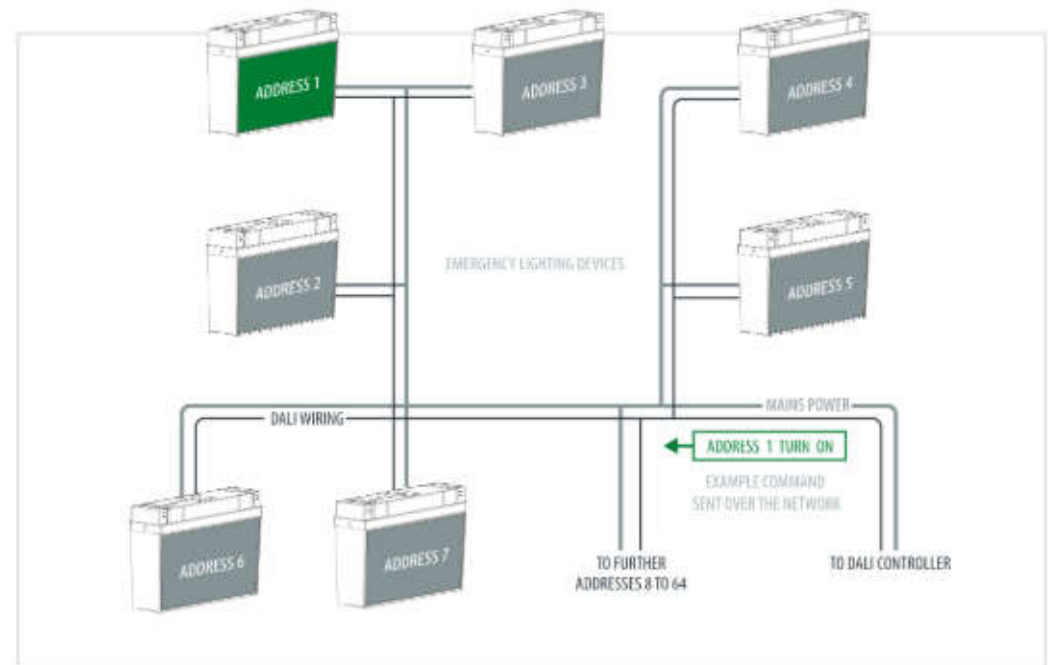 ADDRESS 1
ADDRESS 3
ADDRESS 4
ADDRESS 2
EMERGENCY LIGHTING DEVICES
ADDRESS 5
MAINS POWER
DALI WIRING
ADDRESS 1 TURN ON
EXAMPLE COMMAND
SENT OVER THE NETWORK
ADDRESS 6
ADDRESS 7
TO FURTHER
ADDRESSES 8 TO 64
TO DALI CONTROLLER